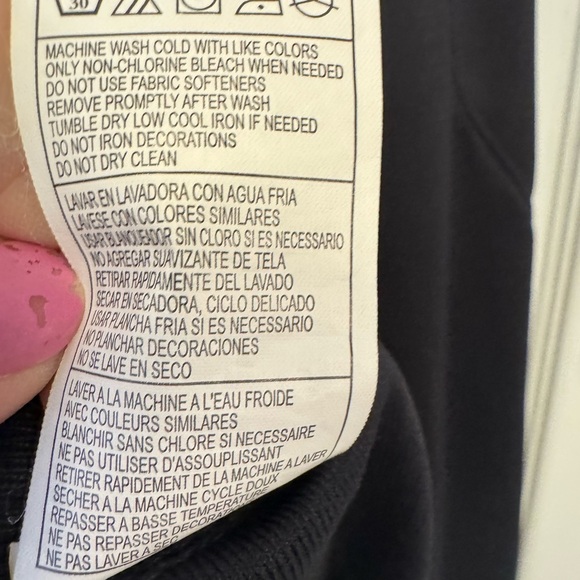 30
MACHINE WASH COLD WITH LIKE COLORS
ONLY NON-CHLORINE BLEACH WHEN NEEDED
DO NOT USE FABRIC SOFTENERS
REMOVE PROMPTLY AFTER WASH
TUMBLE DRY LOW COOL IRON IF NEEDED
DO NOT IRON DECORATIONS
DO NOT DRY CLEAN
LAVAR EN LAVADORA CON AGUA FRIA
LAVESE CON COLORES SIMILARES
USAR BLANQUEADOR SIN CLORO SI ES NECESSARIO
NO AGREGAR SUAVIZANTE DE TELA
RETIRAR RAPIDAMENTE DEL LAVADO
SECAR EN SECADORA, CICLO DELICADO
USAR PLANCHA FRIA SI ES NECESSARIO
NO PLANCHAR DECORACIONES
NO SE LAVE EN SECO
LAVER A LA MACHINE A L'EAU FROIDE
AVEC COULEURS SIMILARES
BLANCHIR SANS CHLORE SI NECESSAIRE
NE PAS UTILISER D'ASSOUPLISSANT
RETIRER RAPIDEMENT DE LA MACHINE A LAVER
SECHER A LA MACHINE CYCLE DOUX
REPASSER A BASSE TEMPERATURE
NE PAS REPASSER DECORATIONS
NE PAS LAVER A SEC